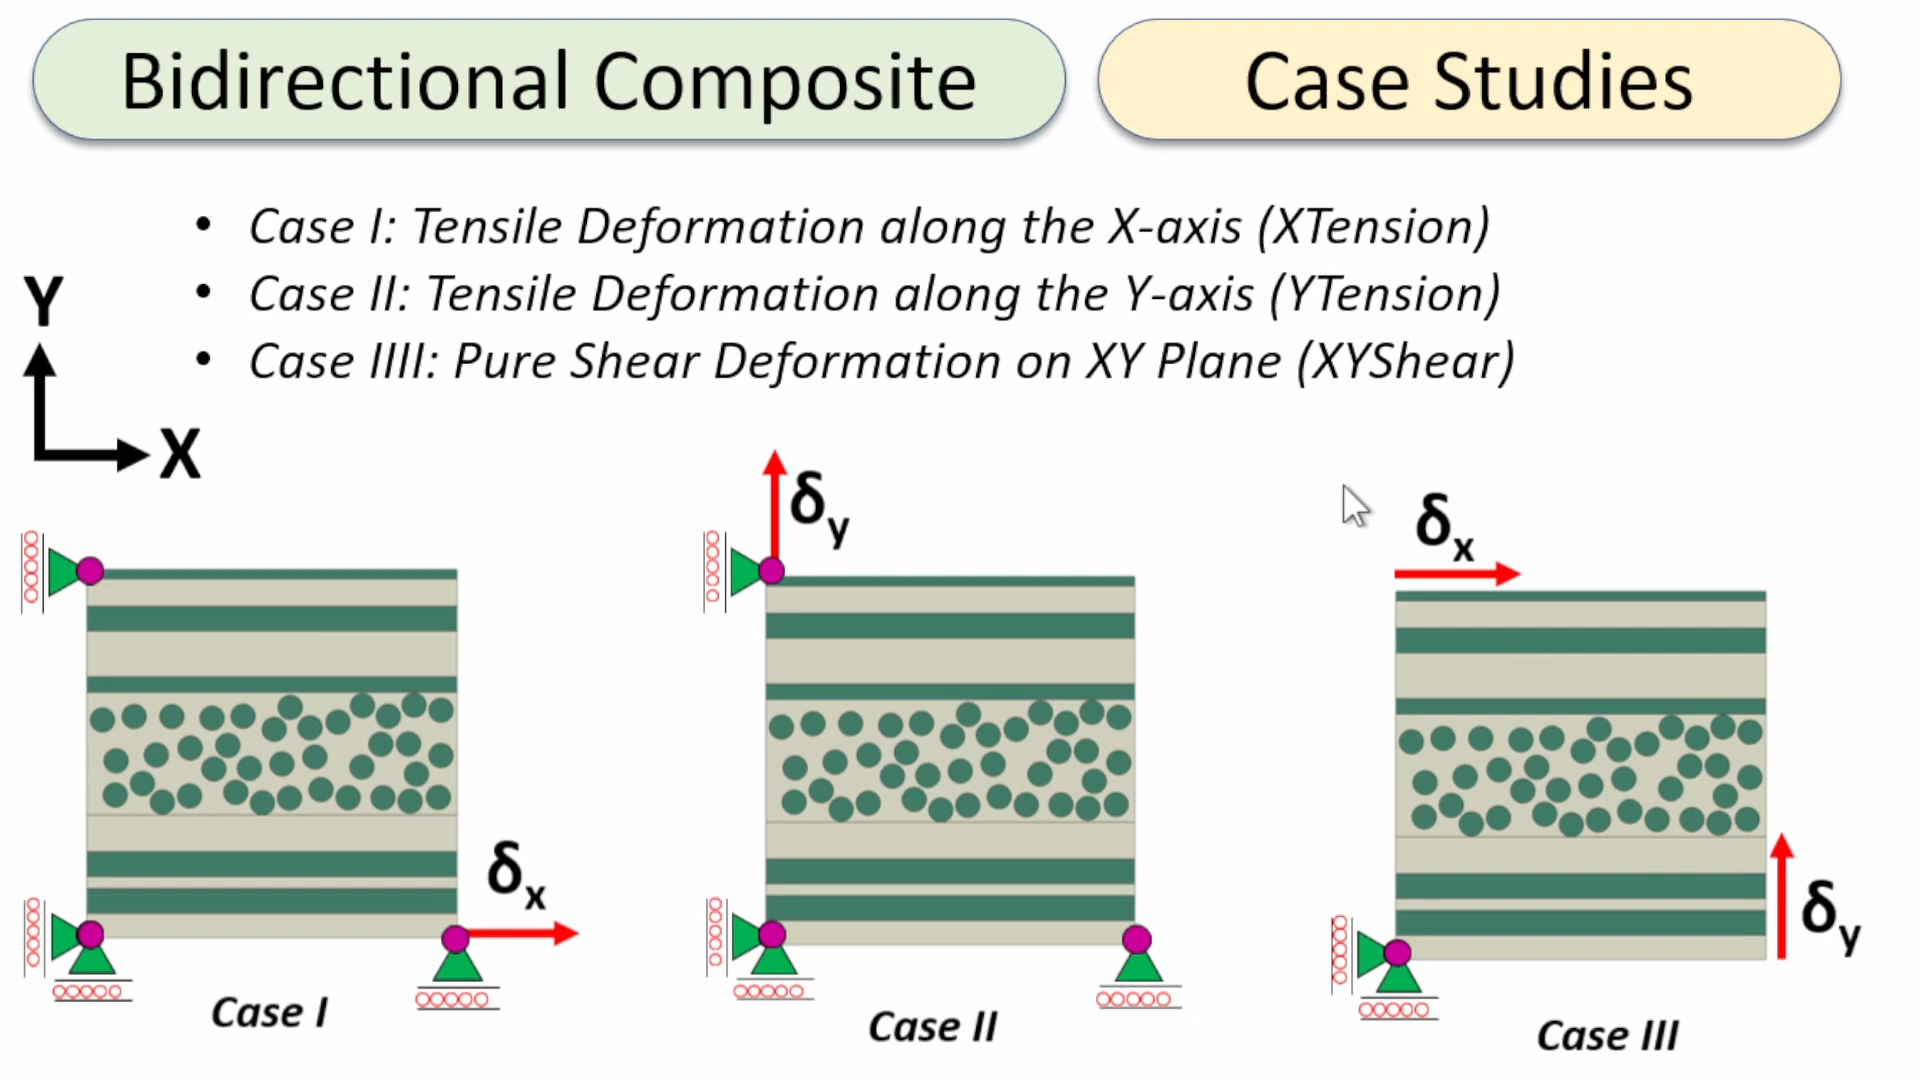 Bidirectional Composite
Case Studies
• Case I: Tensile Deformation along the X-axis (XTension)
• Case II: Tensile Deformation along the Y-axis (YTension)
• Case IIII: Pure Shear Deformation on XY Plane (XYShear)
Y
X
δy
δx
δx
δy
Case I
Case II
Case III